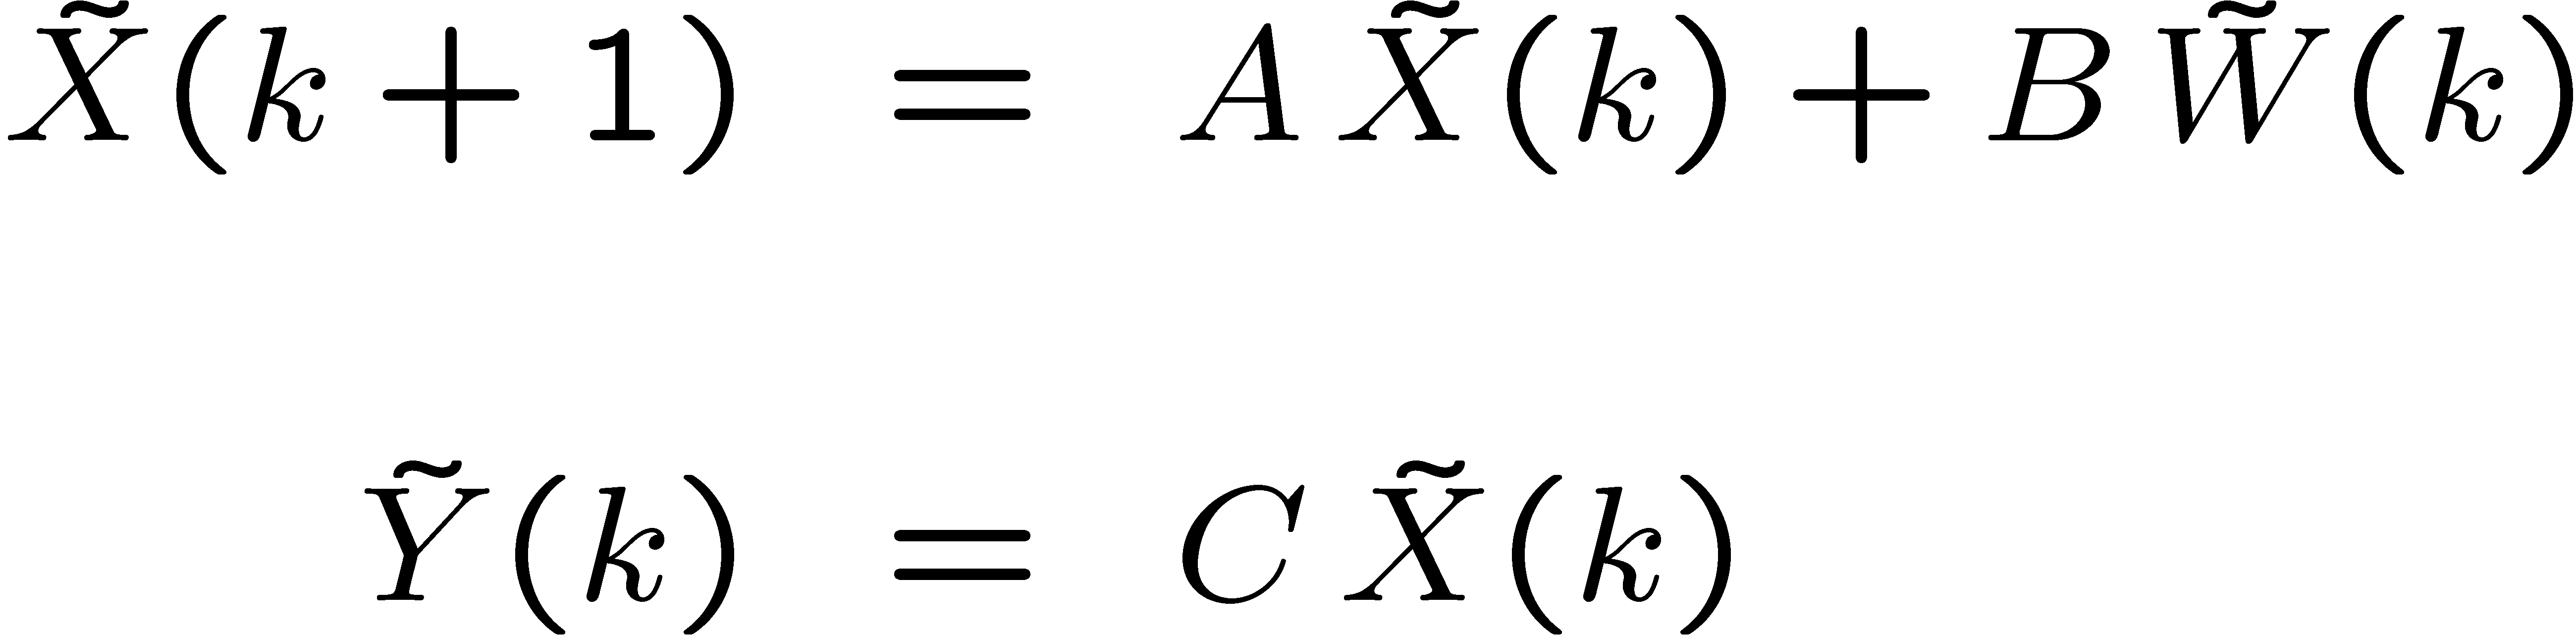 X̃(k + 1) = A X̃(k) + B W̃(k)
Ỹ(k) = C X̃(k)